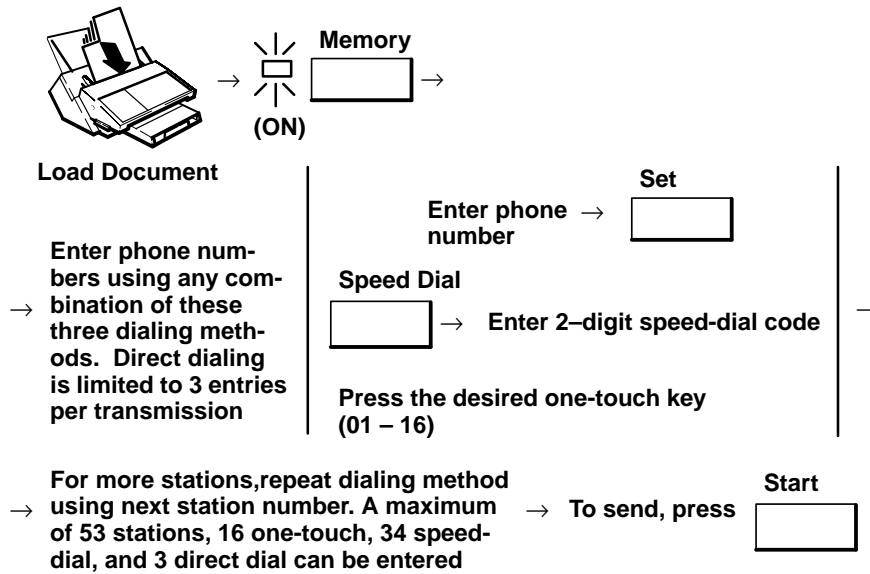 Memory
→ →
(ON)
Load Document
→ Enter phone num-
bers using any com-
bination of these
three dialing meth-
ods. Direct dialing
is limited to 3 entries
per transmission
Set
Enter phone →
number
Speed Dial
→ Enter 2–digit speed-dial code
Press the desired one-touch key
(01 – 16)
→ For more stations,repeat dialing method
using next station number. A maximum
of 53 stations, 16 one-touch, 34 speed-
dial, and 3 direct dial can be entered
→ To send, press
Start